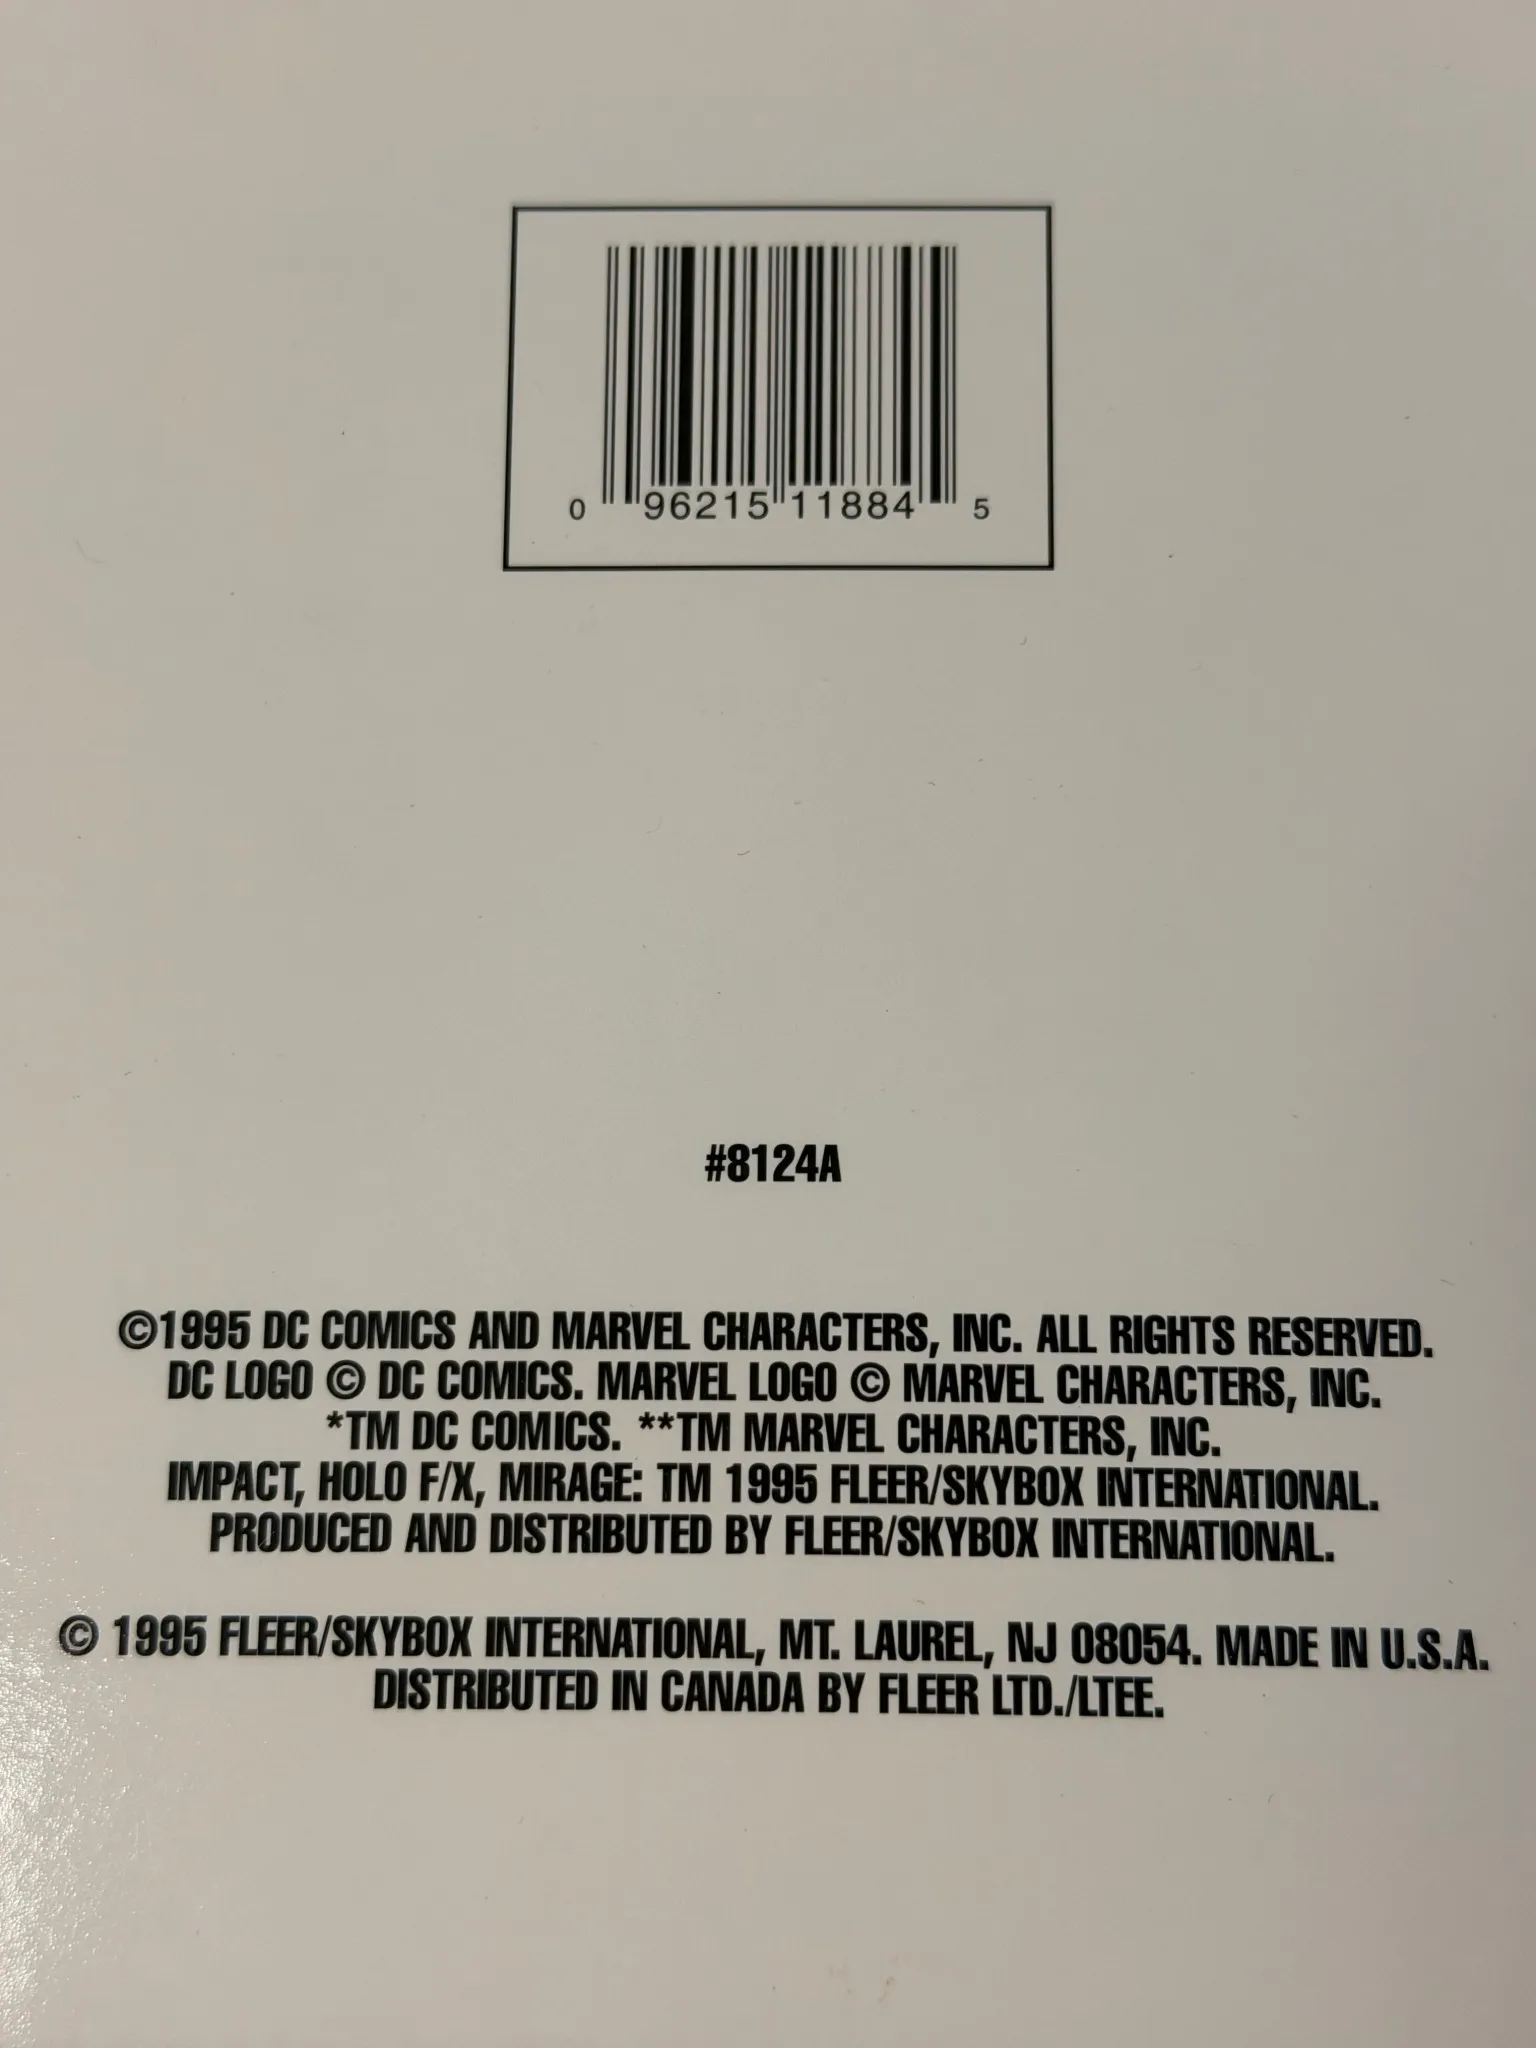 0 96215 11884 5
#8124A
©1995 DC COMICS AND MARVEL CHARACTERS, INC. ALL RIGHTS RESERVED.
DC LOGO © DC COMICS. MARVEL LOGO © MARVEL CHARACTERS, INC.
*TM DC COMICS. **TM MARVEL CHARACTERS, INC.
IMPACT, HOLO F/X, MIRAGE: TM 1995 FLEER/SKYBOX INTERNATIONAL.
PRODUCED AND DISTRIBUTED BY FLEER/SKYBOX INTERNATIONAL.
© 1995 FLEER/SKYBOX INTERNATIONAL, MT. LAUREL, NJ 08054. MADE IN U.S.A.
DISTRIBUTED IN CANADA BY FLEER LTD./LTEE.